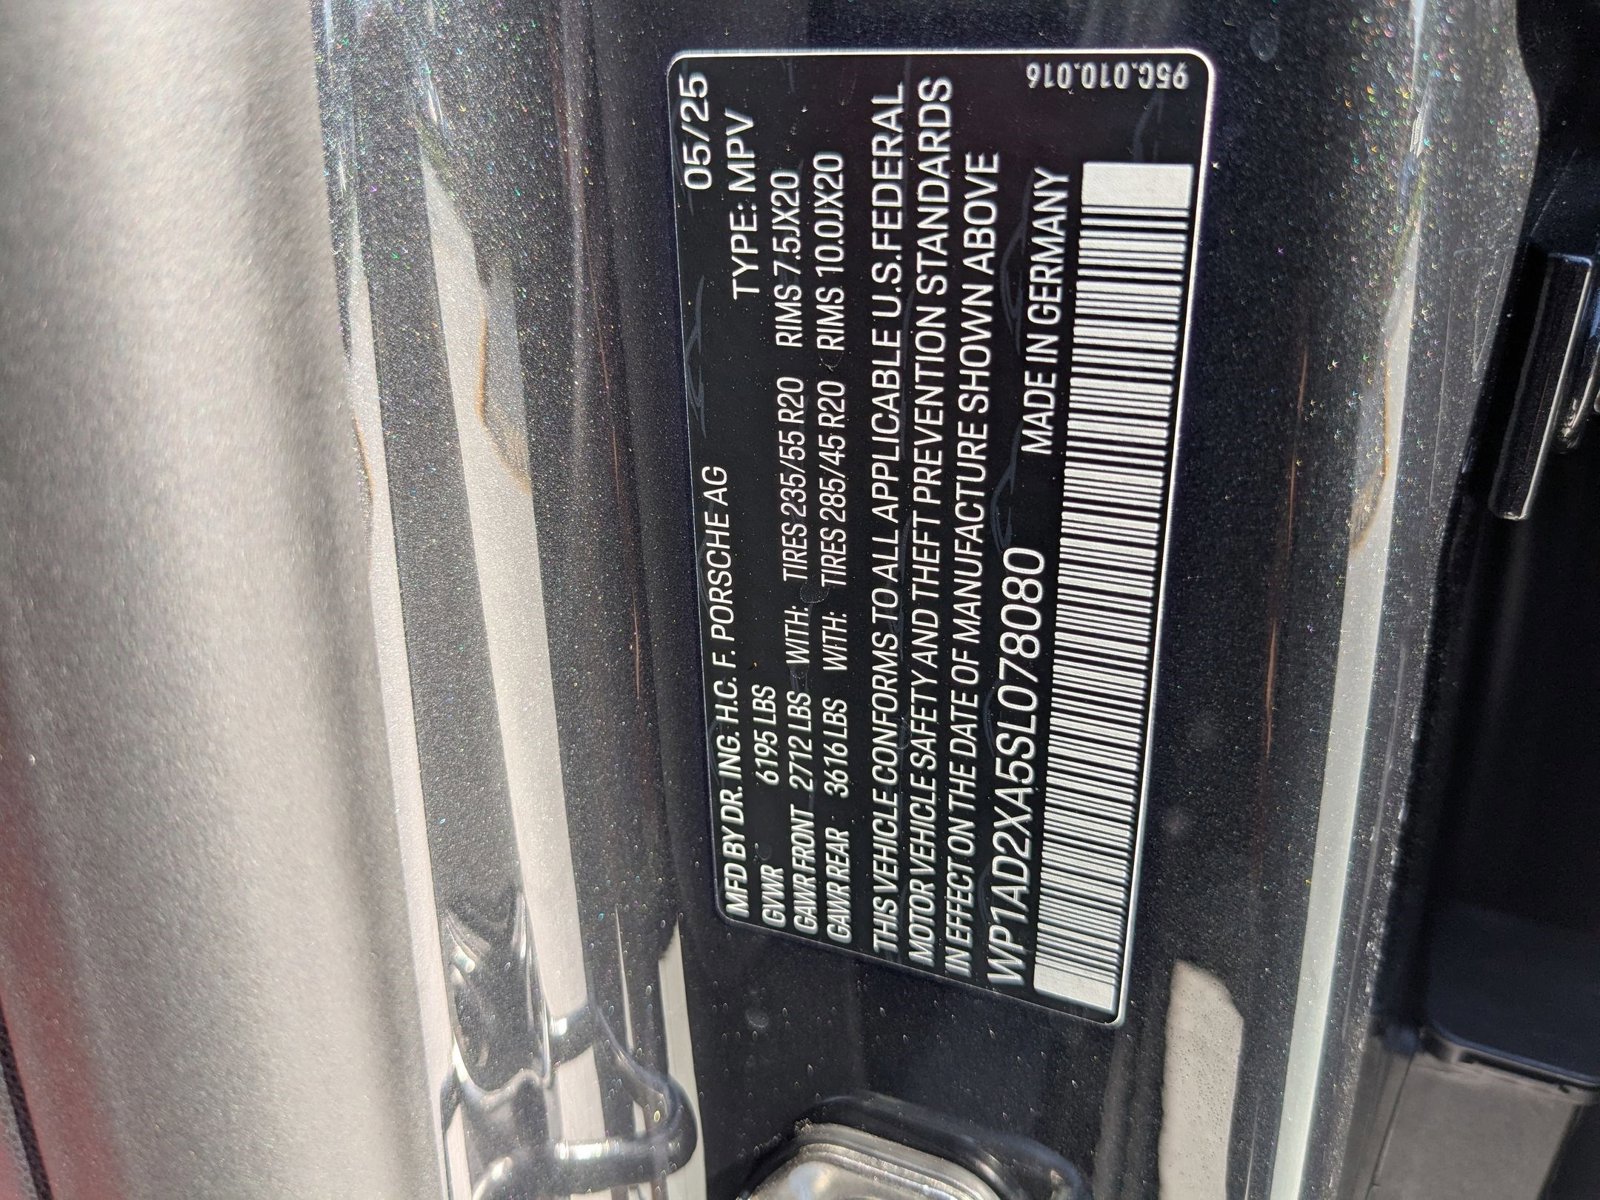 MFD BY DR. ING. H.C. F. PORSCHE AG 05/25
GVWR 6195 LBS TYPE: MPV
GAWR FRONT 2712 LBS WITH: TIRES 235/55 R20 RIMS 7.5JX20
GAWR REAR 3616 LBS WITH: TIRES 285/45 R20 RIMS 10.0JX20
THIS VEHICLE CONFORMS TO ALL APPLICABLE U.S.FEDERAL
MOTOR VEHICLE SAFETY AND THEFT PREVENTION STANDARDS
IN EFFECT ON THE DATE OF MANUFACTURE SHOWN ABOVE
WP1AD2XA5SL078080 MADE IN GERMANY
95C.010.016